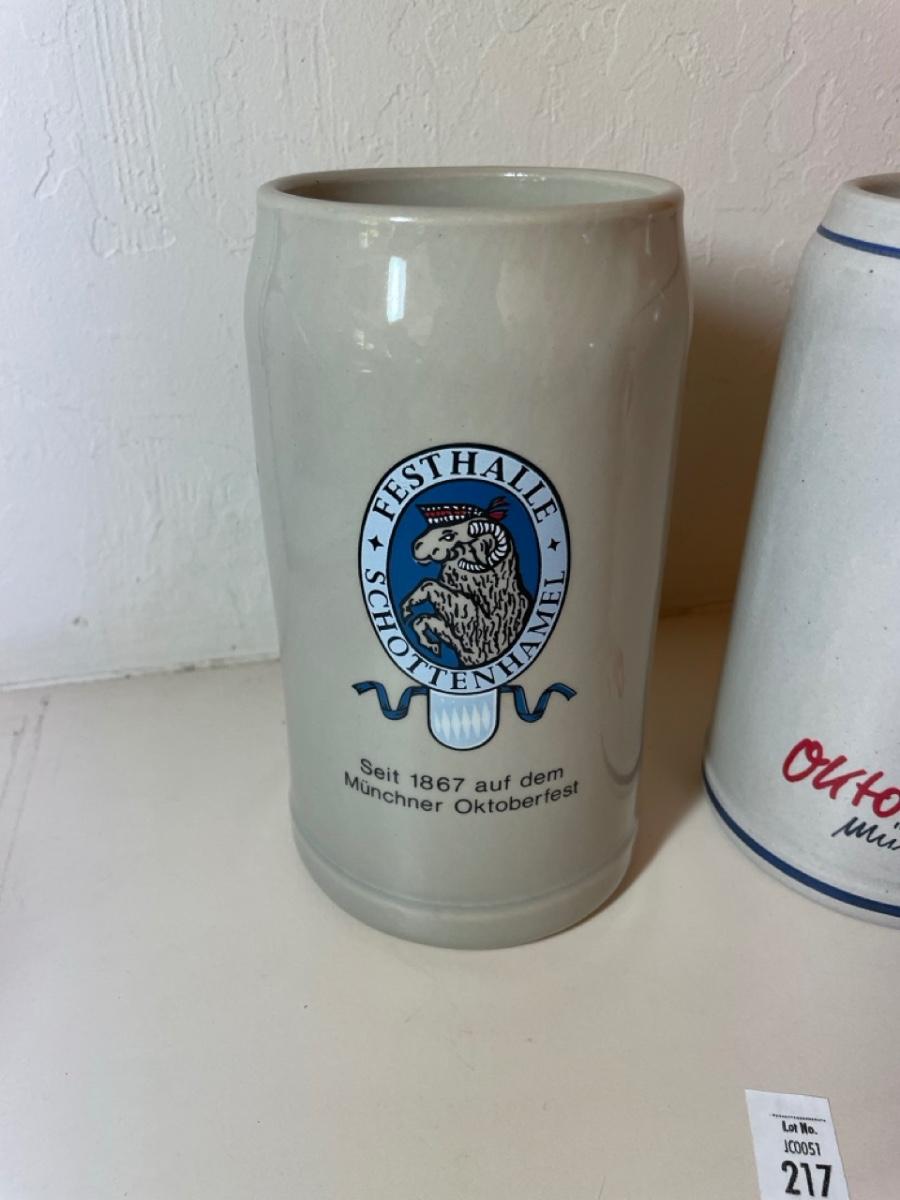 FESTHALLE
SCHOTTENHAMEL
Seit 1867 auf dem
Münchner Oktoberfest
Lot No.
JC0051
217